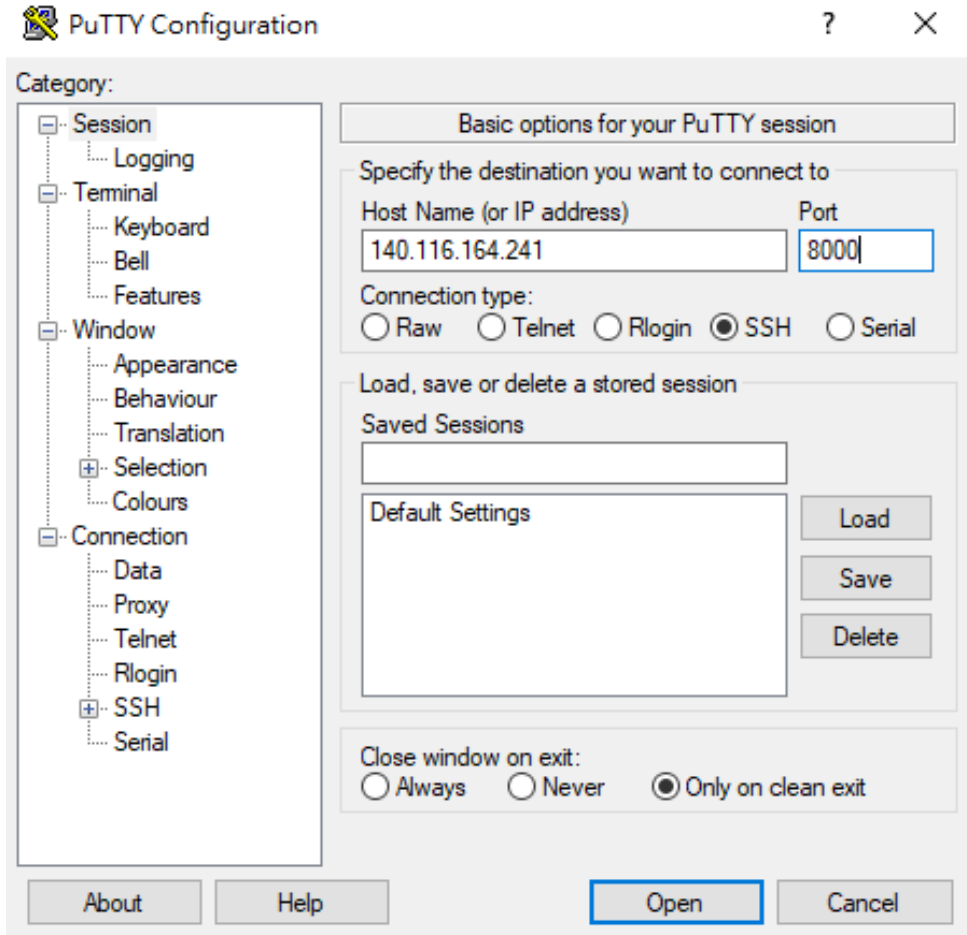 PuTTY Configuration ? ×
Category:
Session
Logging
Terminal
Keyboard
Bell
Features
Window
Appearance
Behaviour
Translation
Selection
Colours
Connection
Data
Proxy
Telnet
Rlogin
SSH
Serial
Basic options for your PuTTY session
Specify the destination you want to connect to
Host Name (or IP address) Port
140.116.164.241 8000
Connection type:
Raw Telnet Rlogin SSH Serial
Load, save or delete a stored session
Saved Sessions
Default Settings
Load
Save
Delete
Close window on exit:
Always Never Only on clean exit
About Help Open Cancel